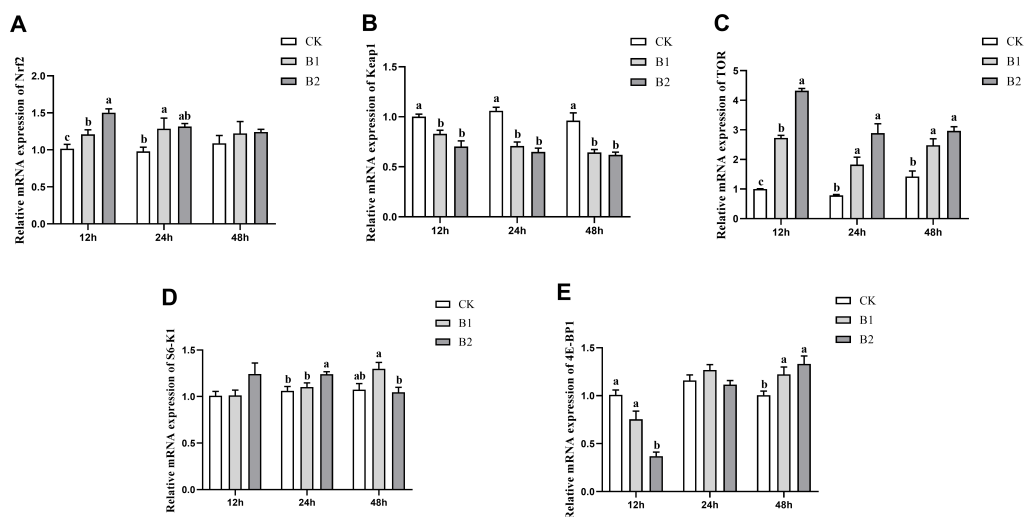 A
CK
B1
B2
Relative mRNA expression of Nrf2
2.0
1.5
1.0
0.5
0.0
c b a
b a ab
12h 24h 48h
B
CK
B1
B2
Relative mRNA expression of Keap1
1.5
1.0
0.5
0.0
a b b
a b b
a b b
12h 24h 48h
C
CK
B1
B2
Relative mRNA expression of TOR
5
4
3
2
1
0
c b a
b a a
b a a
12h 24h 48h
D
CK
B1
B2
Relative mRNA expression of S6-K1
1.5
1.0
0.5
0.0
b b a
ab a b
12h 24h 48h
E
CK
B1
B2
Relative mRNA expression of 4E-BP1
1.5
1.0
0.5
0.0
a a b
b a a
12h 24h 48h